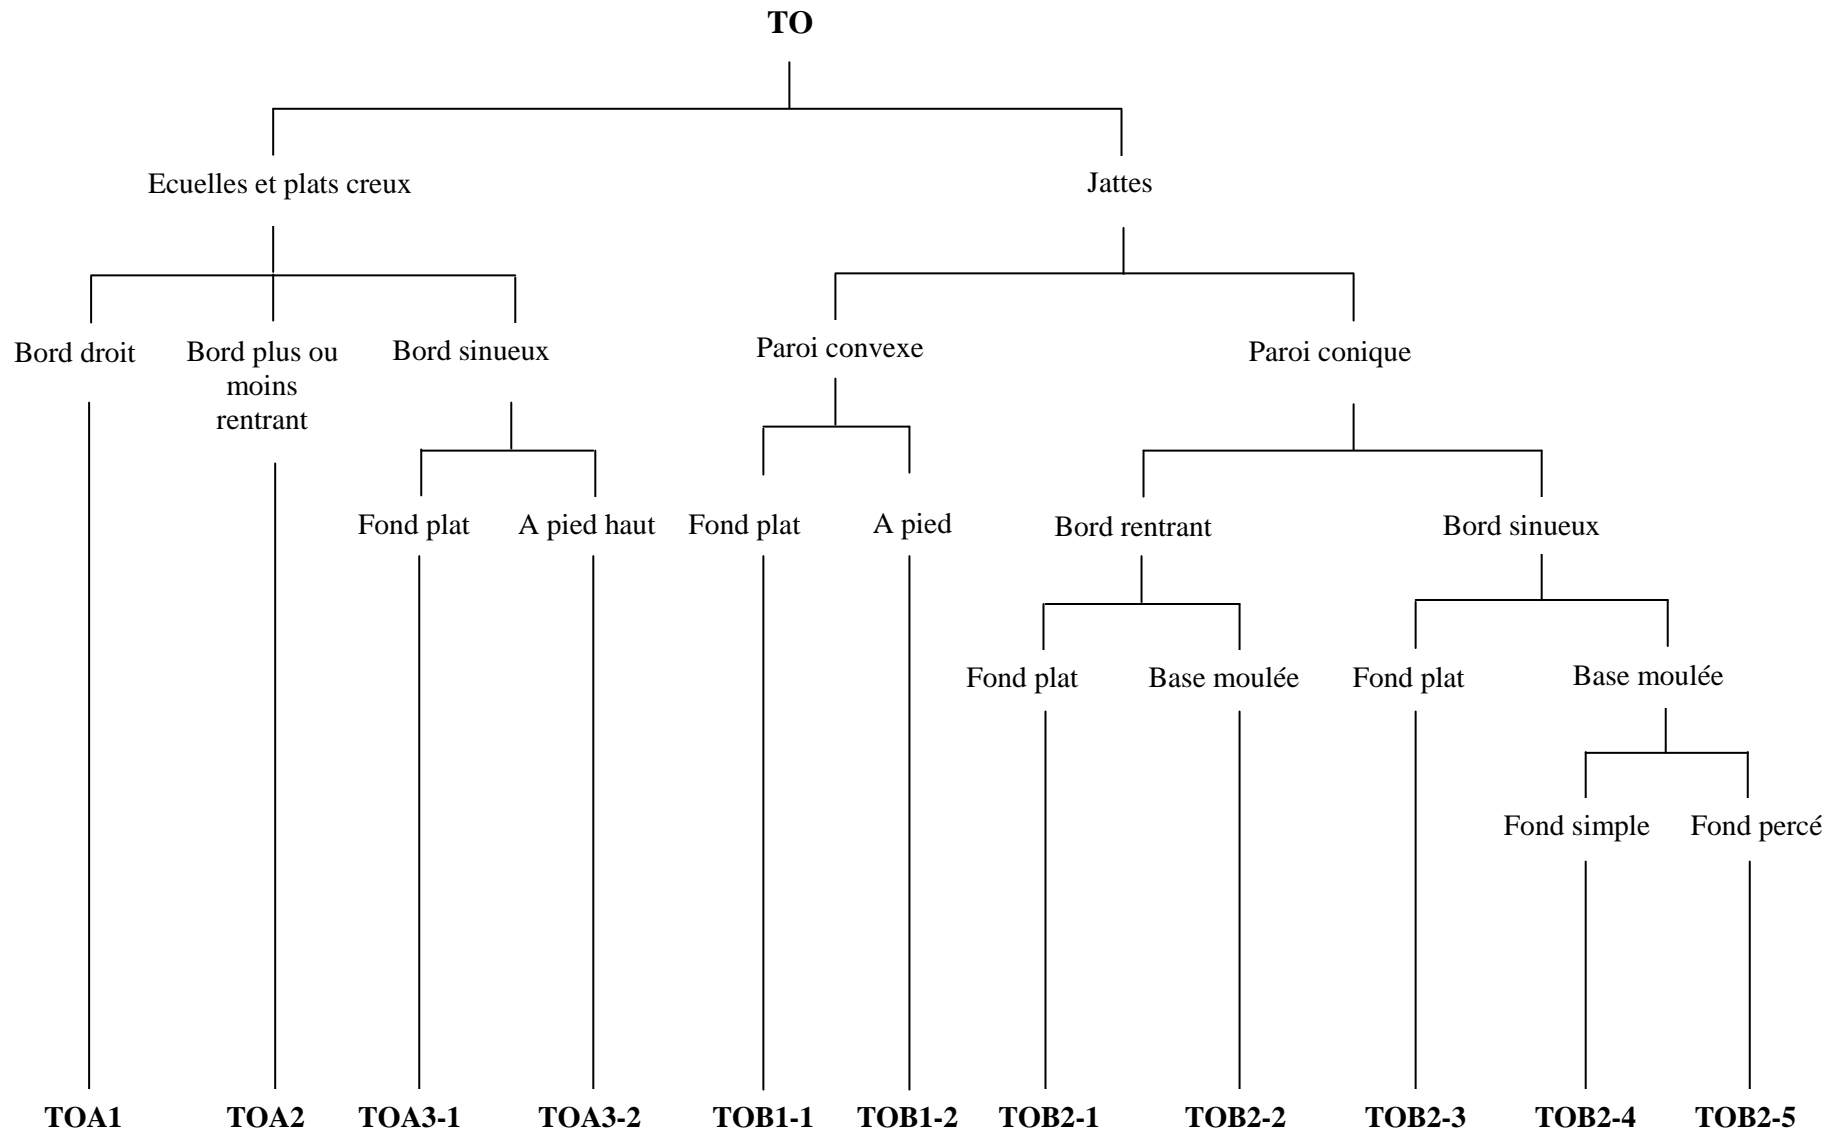 TO
Ecuelles et plats creux
Jattes
Bord droit
Bord plus ou
moins
rentrant
Bord sinueux
Paroi convexe
Paroi conique
Fond plat
A pied haut
Fond plat
A pied
Bord rentrant
Bord sinueux
Fond plat
Base moulée
Fond plat
Base moulée
Fond simple
Fond percé
TOA1
TOA2
TOA3-1
TOA3-2
TOB1-1
TOB1-2
TOB2-1
TOB2-2
TOB2-3
TOB2-4
TOB2-5